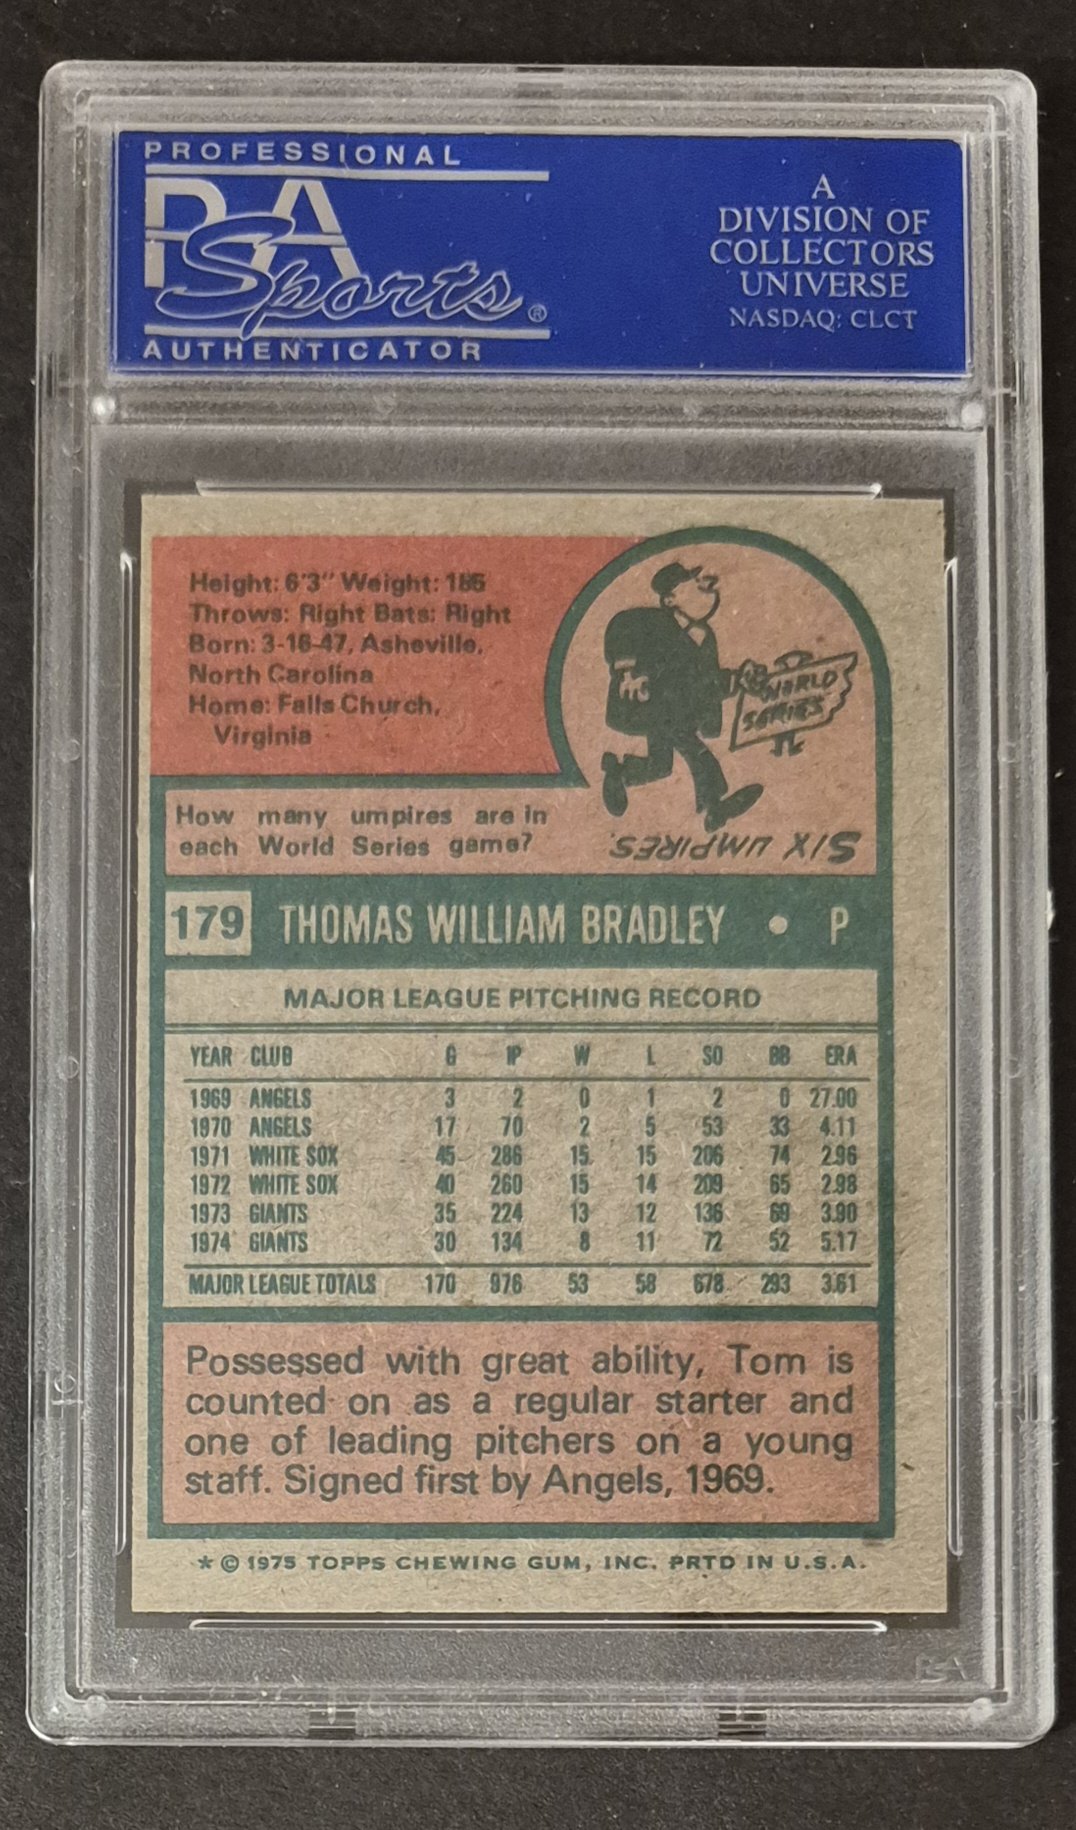 PROFESSIONAL
PSA
Sports®
AUTHENTICATOR
A
DIVISION OF
COLLECTORS
UNIVERSE
NASDAQ: CLCT
Height: 6'3" Weight: 185
Throws: Right Bats: Right
Born: 3-16-47, Asheville,
North Carolina
Home: Falls Church,
Virginia
WORLD
SERIES
How many umpires are in
each World Series game?
SIX UMPIRES.
179 THOMAS WILLIAM BRADLEY • P
MAJOR LEAGUE PITCHING RECORD
YEAR CLUB G IP W L SO BB ERA
1969 ANGELS 3 2 0 1 2 0 27.00
1970 ANGELS 17 70 2 5 53 33 4.11
1971 WHITE SOX 45 286 15 15 206 74 2.96
1972 WHITE SOX 40 260 15 14 209 65 2.98
1973 GIANTS 35 224 13 12 136 69 3.90
1974 GIANTS 30 134 8 11 72 52 5.17
MAJOR LEAGUE TOTALS 170 976 53 58 678 293 3.61
Possessed with great ability, Tom is
counted on as a regular starter and
one of leading pitchers on a young
staff. Signed first by Angels, 1969.
* © 1975 TOPPS CHEWING GUM, INC. PRTD IN U.S.A.
PSA